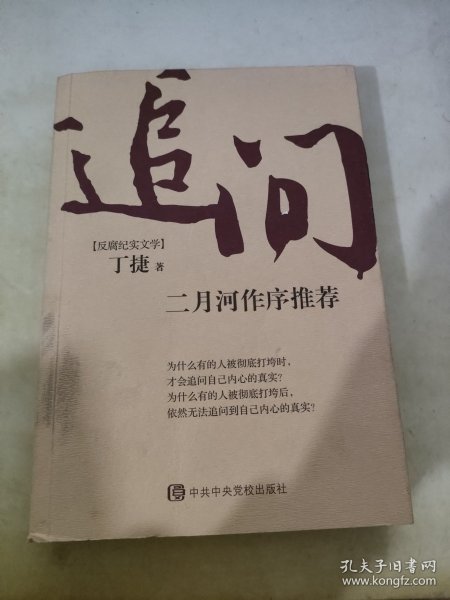 追问
【反腐纪实文学】
丁捷 著
二月河作序推荐
为什么有的人被彻底打垮时，
才会追问自己内心的真实？
为什么有的人被彻底打垮后，
依然无法追问到自己内心的真实？
中共中央党校出版社
孔夫子旧书网
www.kongfz.com